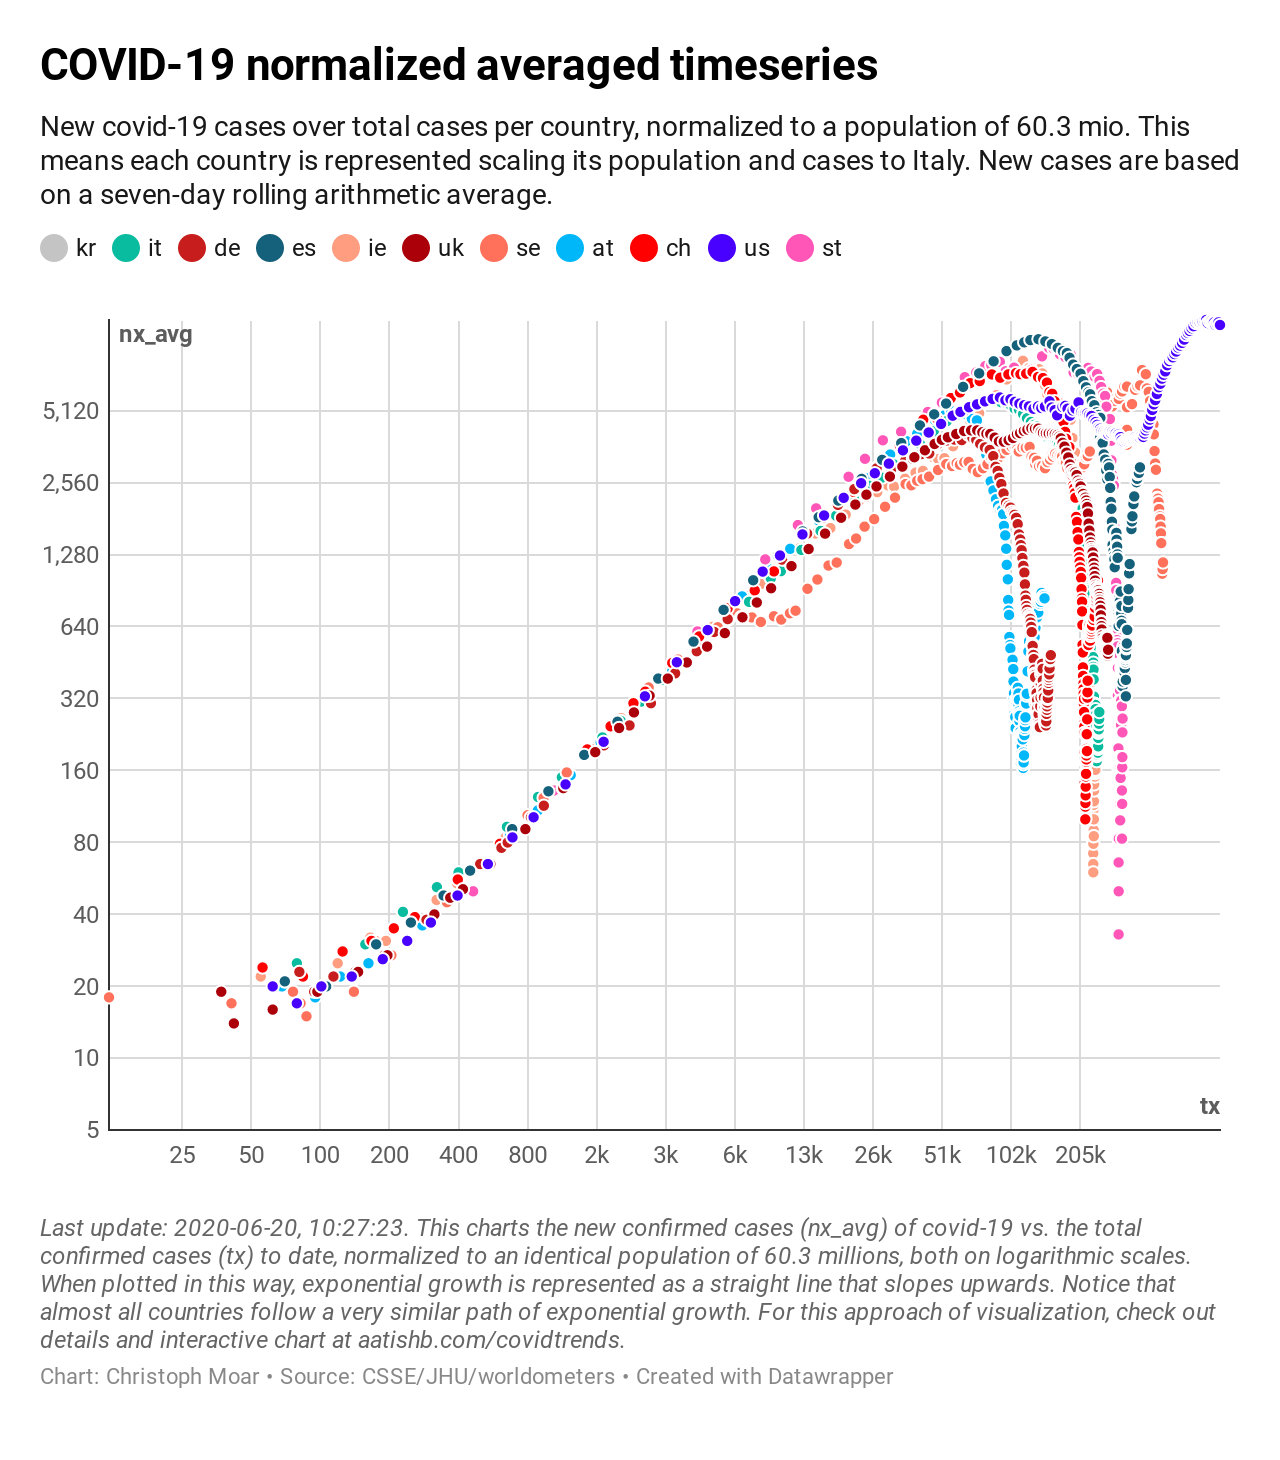 COVID-19 normalized averaged timeseries
New covid-19 cases over total cases per country, normalized to a population of 60.3 mio. This
means each country is represented scaling its population and cases to Italy. New cases are based
on a seven-day rolling arithmetic average.
kr it de es ie uk se at ch us st
nx_avg
5,120
2,560
1,280
640
320
160
80
40
20
10
5
tx
25 50 100 200 400 800 2k 3k 6k 13k 26k 51k 102k 205k
Last update: 2020-06-20, 10:27:23. This charts the new confirmed cases (nx_avg) of covid-19 vs. the total
confirmed cases (tx) to date, normalized to an identical population of 60.3 millions, both on logarithmic scales.
When plotted in this way, exponential growth is represented as a straight line that slopes upwards. Notice that
almost all countries follow a very similar path of exponential growth. For this approach of visualization, check out
details and interactive chart at aatishb.com/covidtrends.
Chart: Christoph Moar • Source: CSSE/JHU/worldometers • Created with Datawrapper